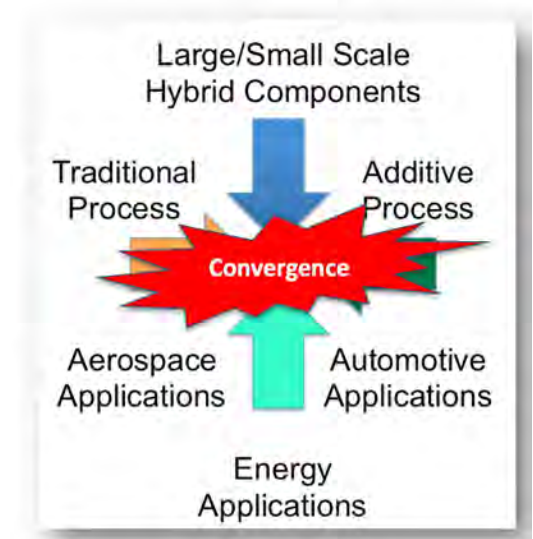 Large/Small Scale
Hybrid Components
Traditional
Process
Additive
Process
Convergence
Aerospace
Applications
Automotive
Applications
Energy
Applications